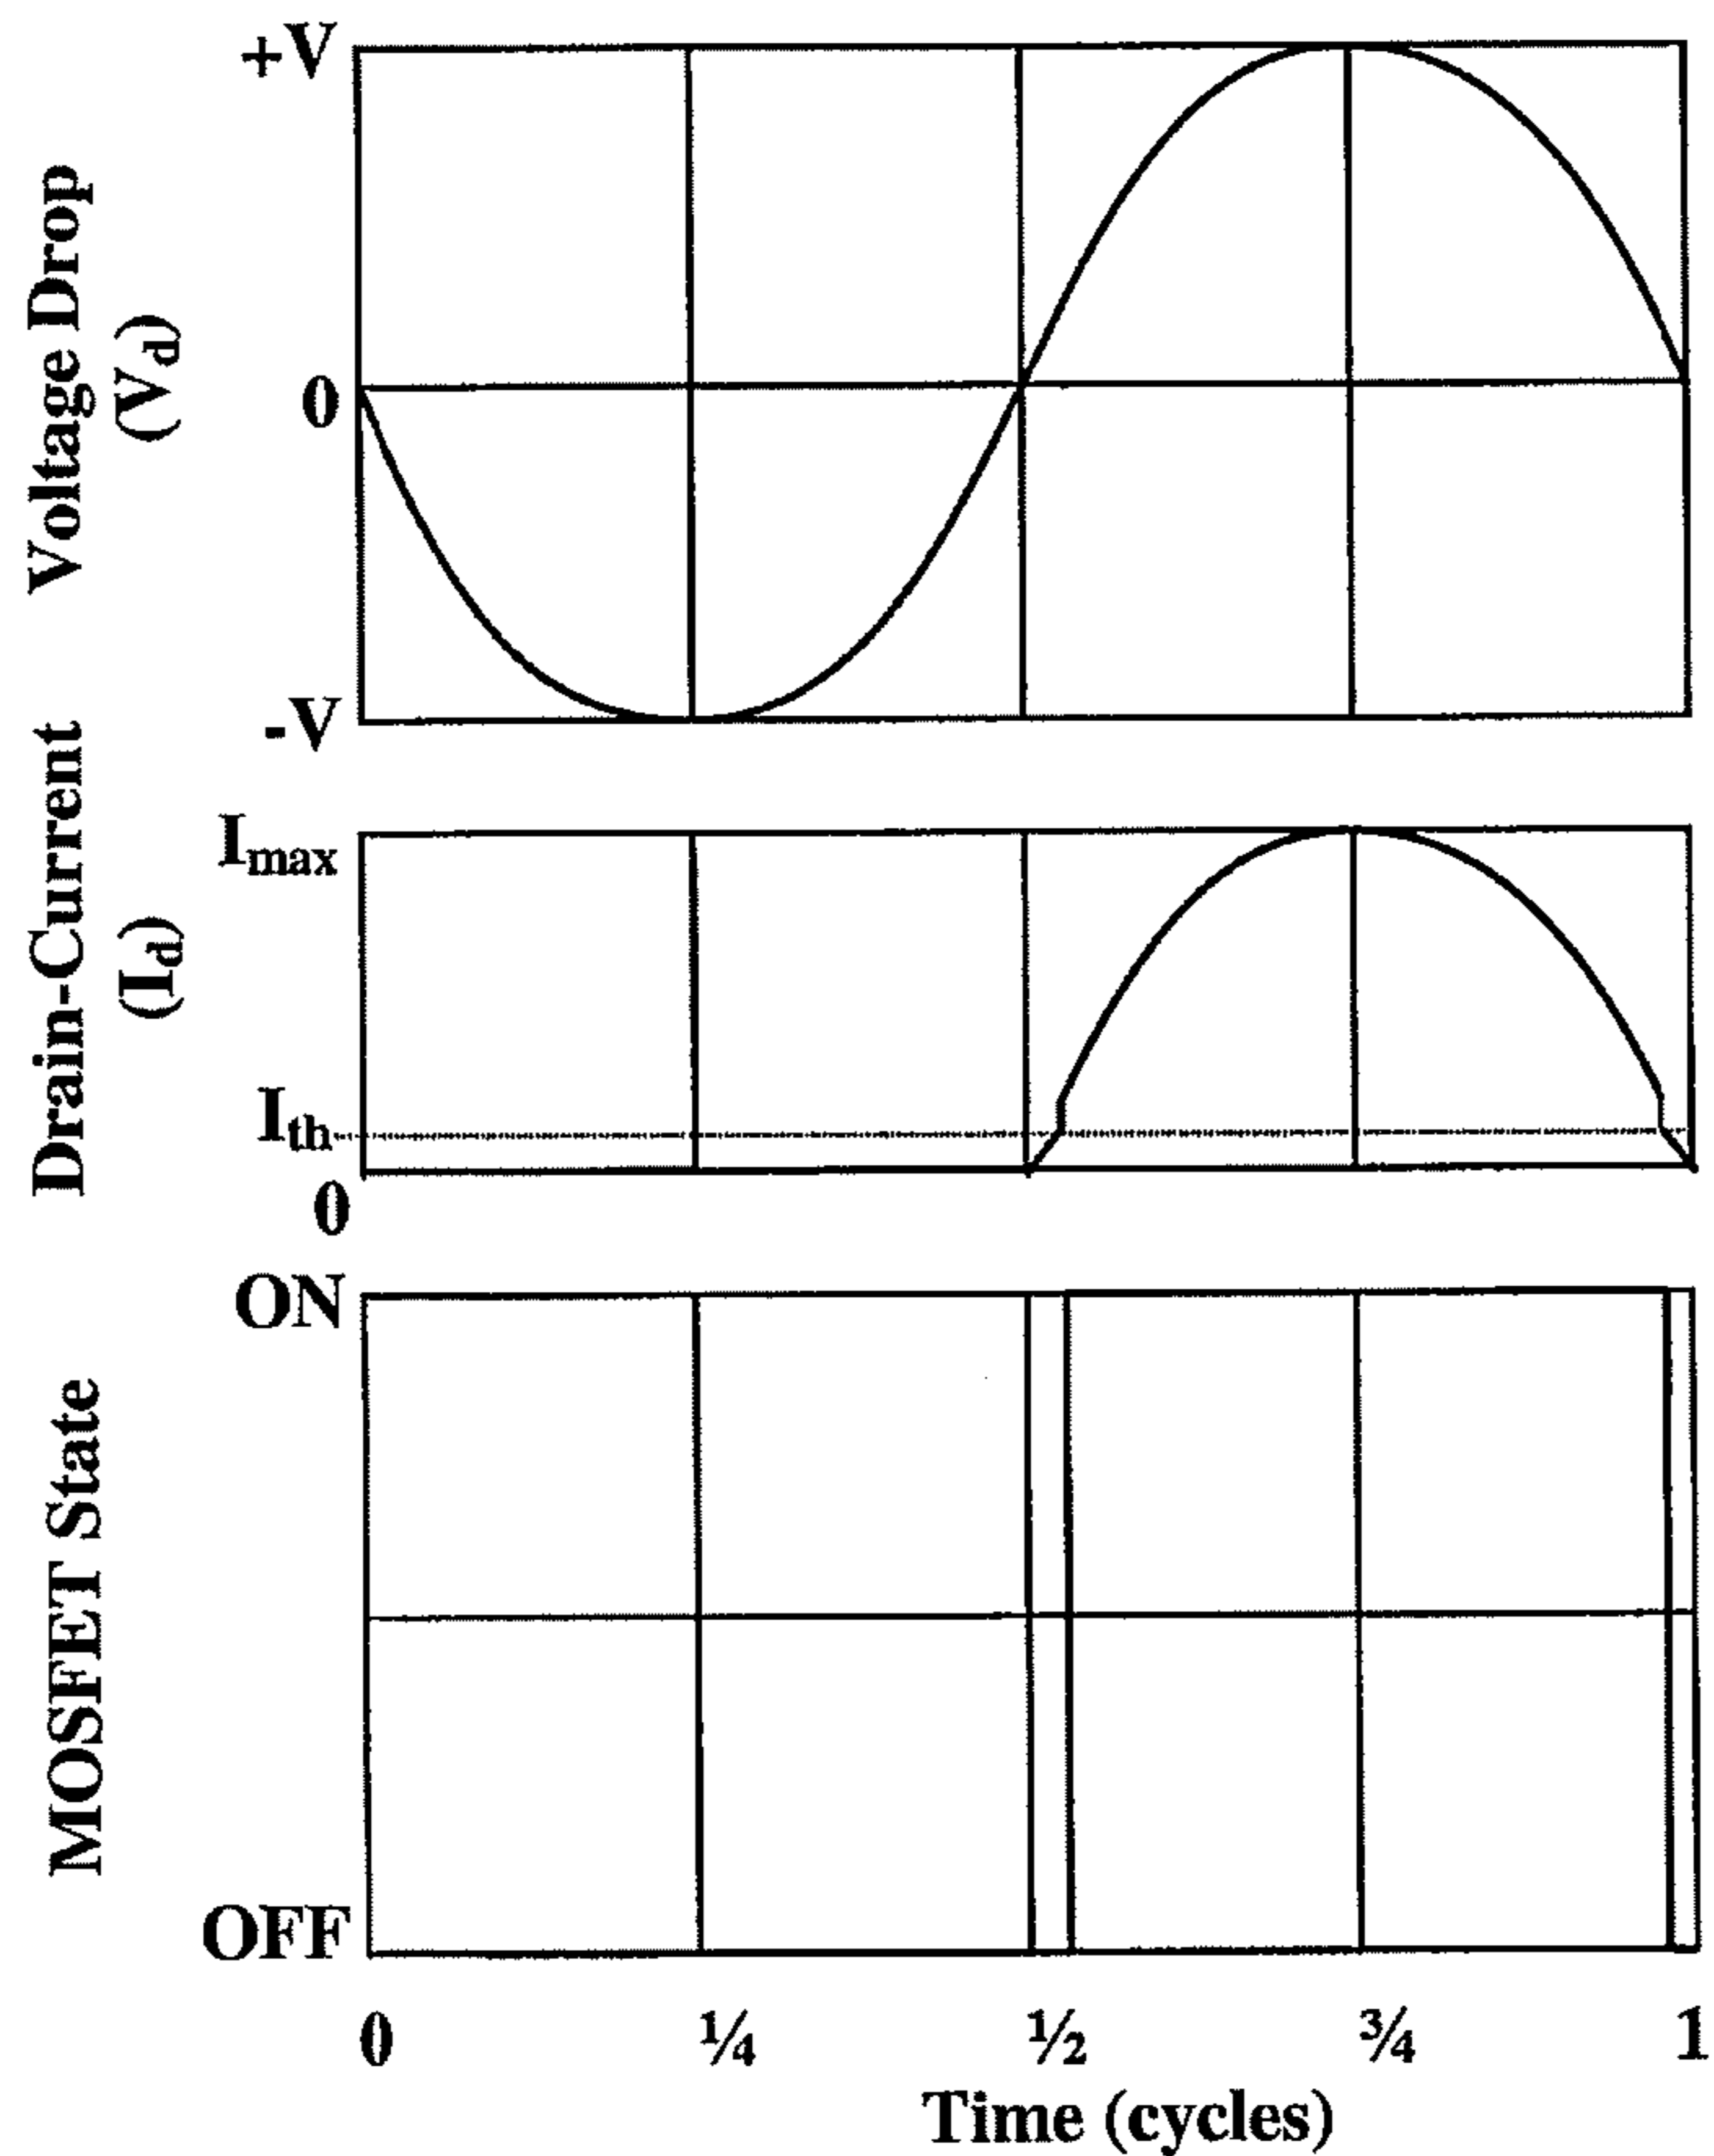 +V
Voltage Drop
(Vd)
0
-V
Imax
Drain-Current
(Id)
Ith
0
ON
MOSFET State
OFF
0 ¼ ½ ¾ 1
Time (cycles)